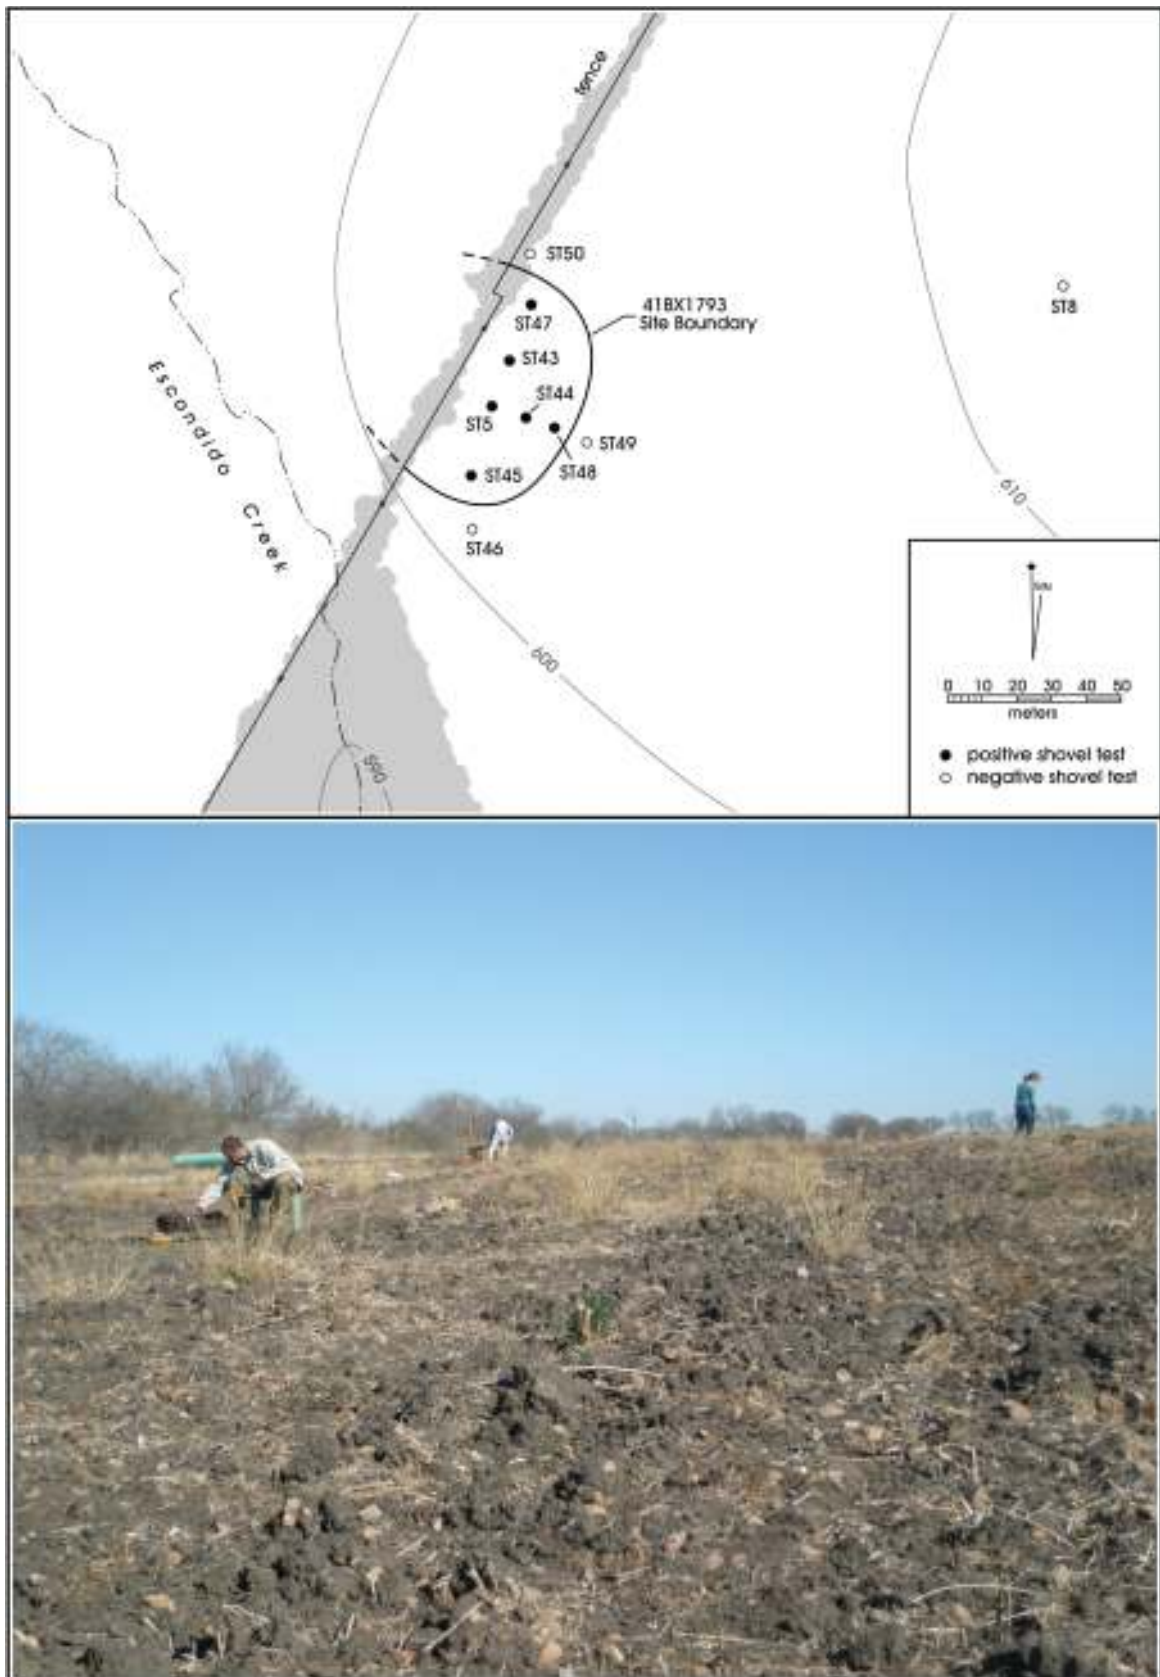 fence
ST50
41BX1793
Site Boundary
ST8
ST47
ST43
ST44
ST5
ST49
ST48
ST45
ST46
Escondido Creek
610
600
590
0 10 20 30 40 50
meters
positive shovel test
negative shovel test